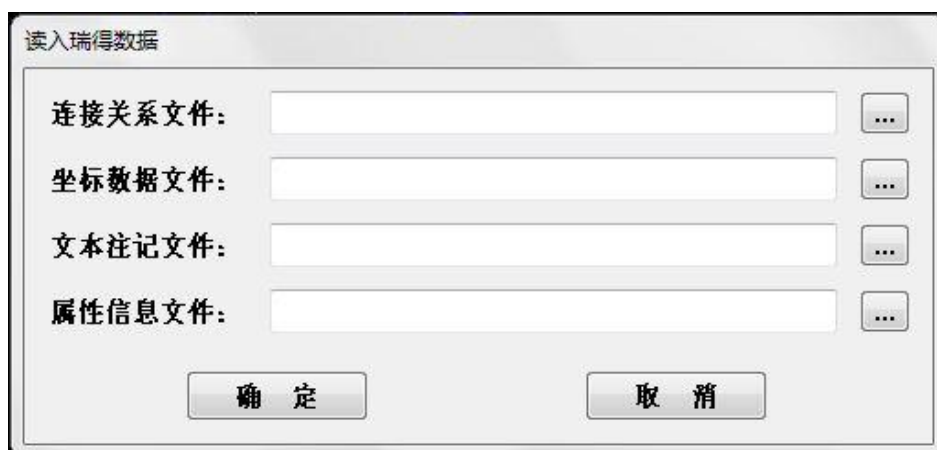 读入瑞得数据
连接关系文件： ...
坐标数据文件： ...
文本注记文件： ...
属性信息文件： ...
确 定 取 消